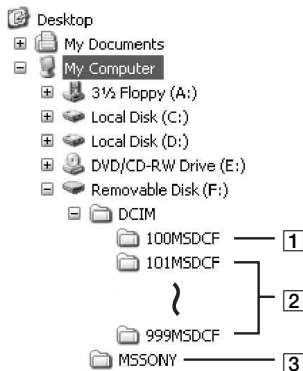 Desktop
My Documents
My Computer
3½ Floppy (A:)
Local Disk (C:)
Local Disk (D:)
DVD/CD-RW Drive (E:)
Removable Disk (F:)
DCIM
100MSDCF 1
101MSDCF
2
999MSDCF
MSSONY 3